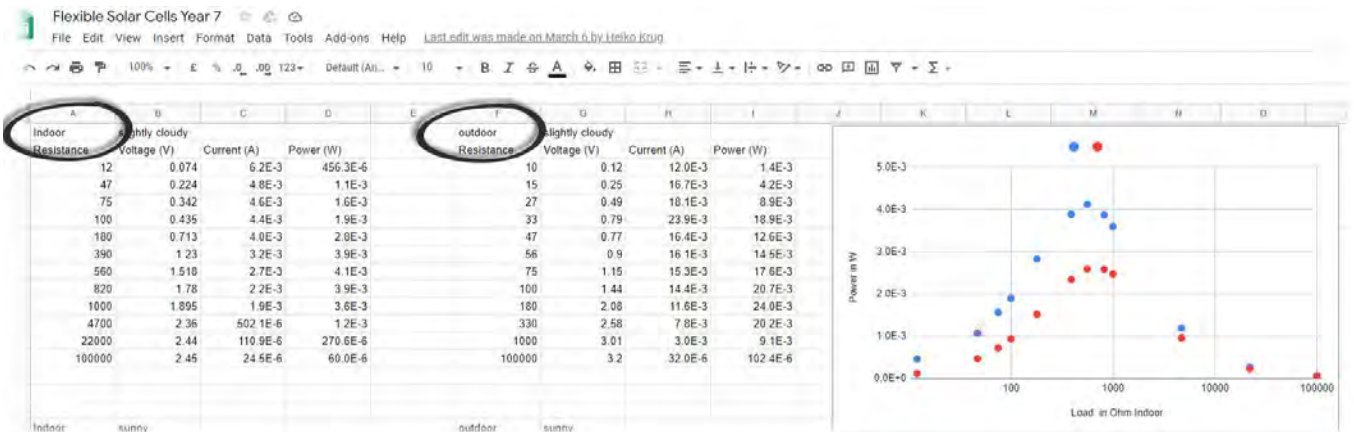 Flexible Solar Cells Year 7
File Edit View Insert Format Data Tools Add-ons Help Last edit was made on March 6 by Heiko Krug
100% £ % .0 .00 123 Default (Ari... 10 B I S A
A B C D E F G H I J K L M N O
Indoor slightly cloudy outdoor slightly cloudy
Resistance Voltage (V) Current (A) Power (W) Resistance Voltage (V) Current (A) Power (W)
12 0.074 6.2E-3 456.3E-6 10 0.12 12.0E-3 1.4E-3
47 0.224 4.8E-3 1.1E-3 15 0.25 16.7E-3 4.2E-3
75 0.342 4.6E-3 1.6E-3 27 0.49 18.1E-3 8.9E-3
100 0.435 4.4E-3 1.9E-3 33 0.79 23.9E-3 18.9E-3
180 0.713 4.0E-3 2.8E-3 47 0.77 16.4E-3 12.6E-3
390 1.23 3.2E-3 3.9E-3 56 0.9 16.1E-3 14.5E-3
560 1.518 2.7E-3 4.1E-3 75 1.15 15.3E-3 17.6E-3
820 1.78 2.2E-3 3.9E-3 100 1.44 14.4E-3 20.7E-3
1000 1.895 1.9E-3 3.6E-3 180 2.08 11.6E-3 24.0E-3
4700 2.36 502.1E-6 1.2E-3 330 2.58 7.8E-3 20.2E-3
22000 2.44 110.9E-6 270.6E-6 1000 3.01 3.0E-3 9.1E-3
100000 2.45 24.5E-6 60.0E-6 100000 3.2 32.0E-6 102.4E-6
Indoor sunny outdoor sunny
5.0E-3
4.0E-3
3.0E-3
2.0E-3
1.0E-3
0.0E+0
Power in W
100 1000 10000 100000
Load in Ohm Indoor